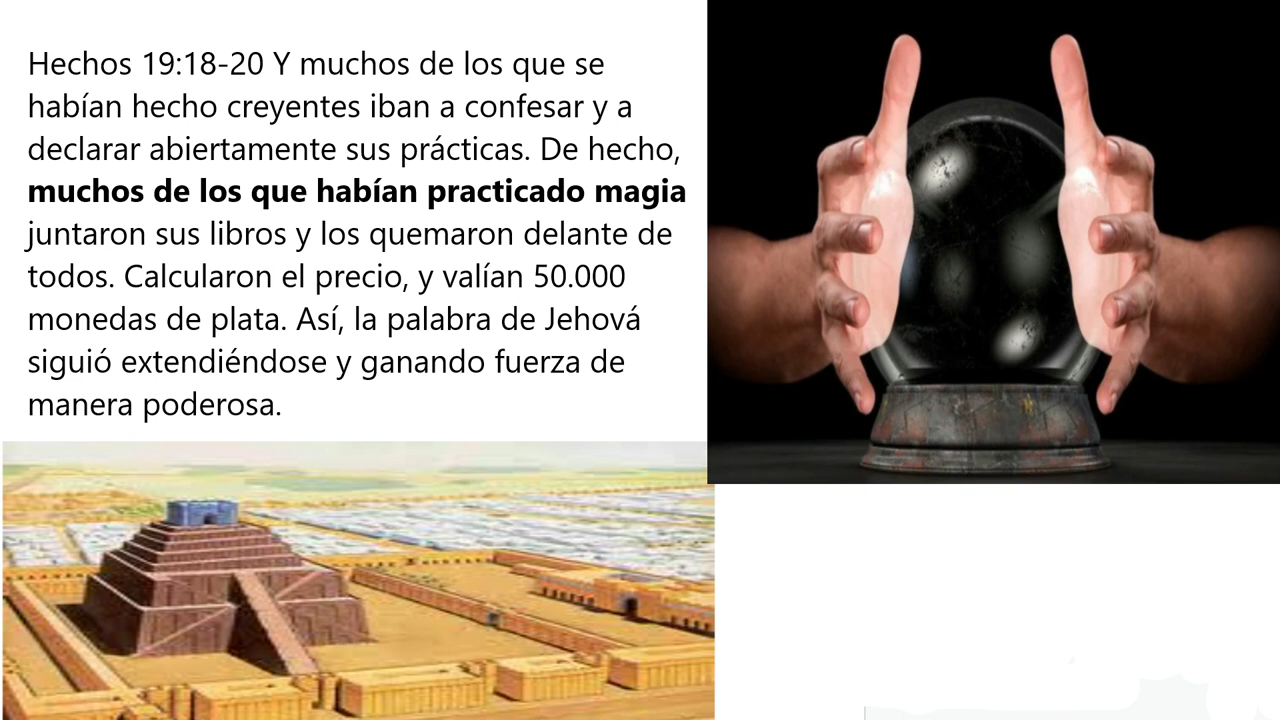 Hechos 19:18-20 Y muchos de los que se
habían hecho creyentes iban a confesar y a
declarar abiertamente sus prácticas. De hecho,
muchos de los que habían practicado magia
juntaron sus libros y los quemaron delante de
todos. Calcularon el precio, y valían 50.000
monedas de plata. Así, la palabra de Jehová
siguió extendiéndose y ganando fuerza de
manera poderosa.